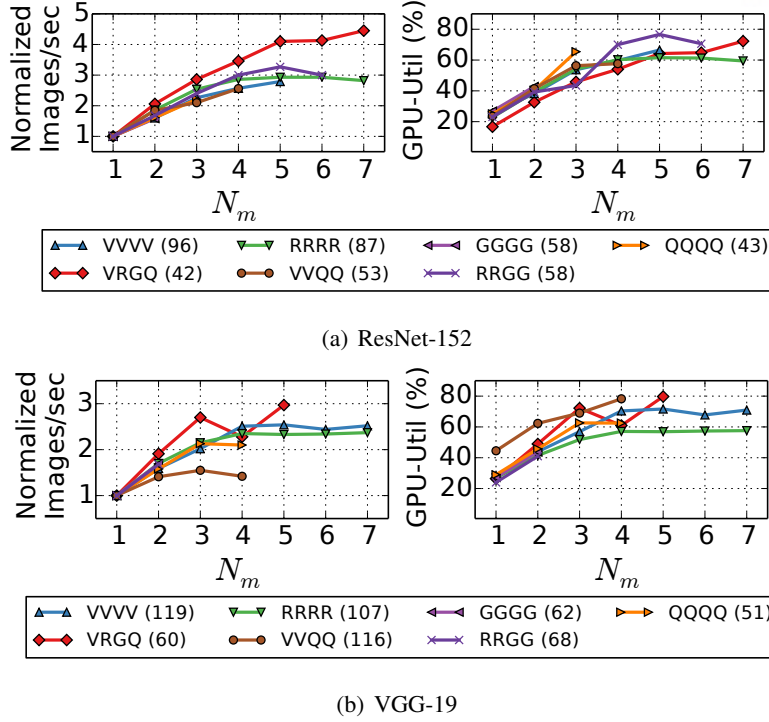 Normalized
Images/sec
5
4
3
2
1
1 2 3 4 5 6 7
N_m
GPU-Util (%)
80
60
40
20
1 2 3 4 5 6 7
N_m
VVVV (96) RRRR (87) GGGG (58) QQQQ (43)
VRGQ (42) VVQQ (53) RRGG (58)
(a) ResNet-152
Normalized
Images/sec
3
2
1
1 2 3 4 5 6 7
N_m
GPU-Util (%)
80
60
40
20
1 2 3 4 5 6 7
N_m
VVVV (119) RRRR (107) GGGG (62) QQQQ (51)
VRGQ (60) VVQQ (116) RRGG (68)
(b) VGG-19